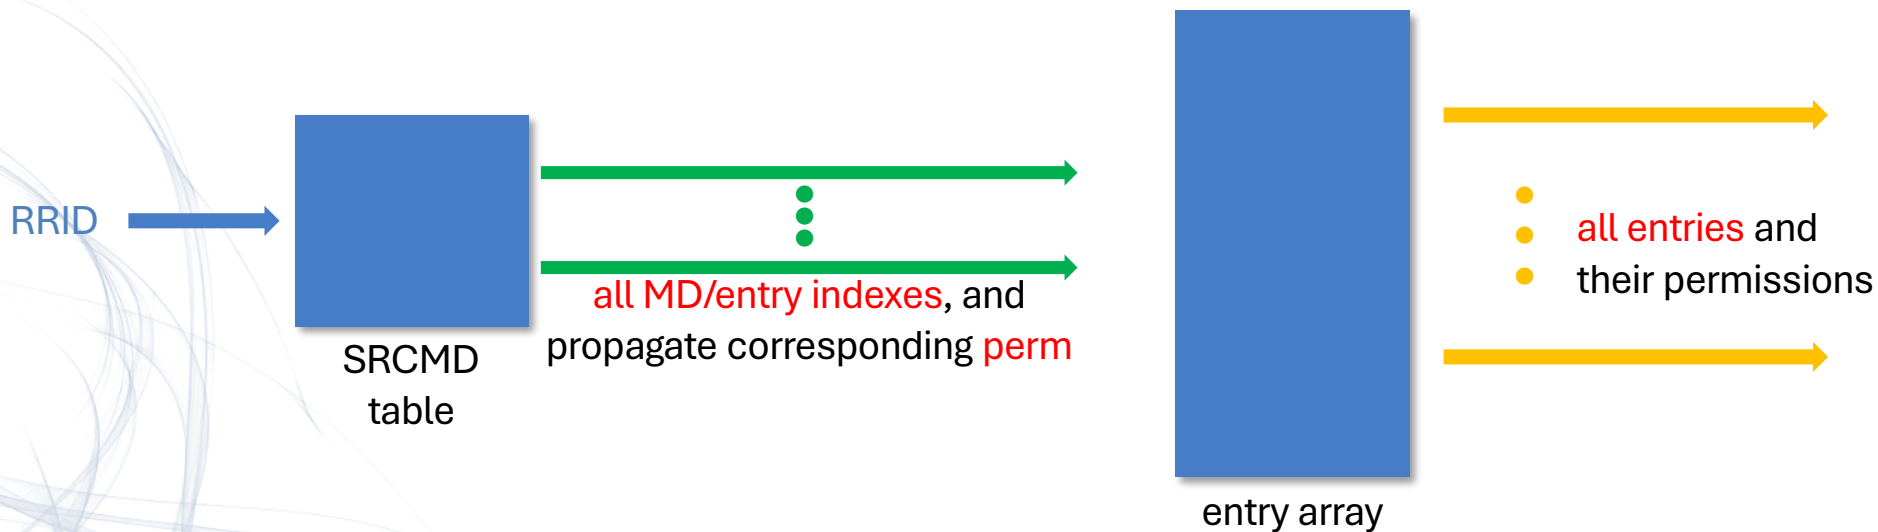 RRID
SRCMD
table
all MD/entry indexes, and
propagate corresponding perm
entry array
all entries and
their permissions